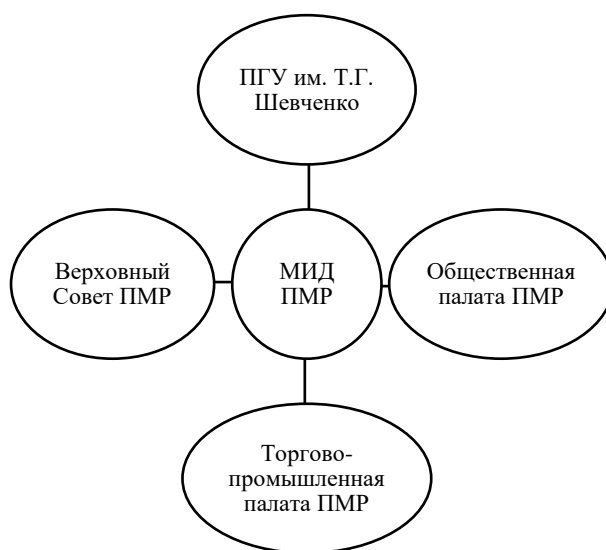 ПГУ им. Т.Г.
Шевченко
Верховный
Совет ПМР
МИД
ПМР
Общественная
палата ПМР
Торгово-
промышленная
палата ПМР